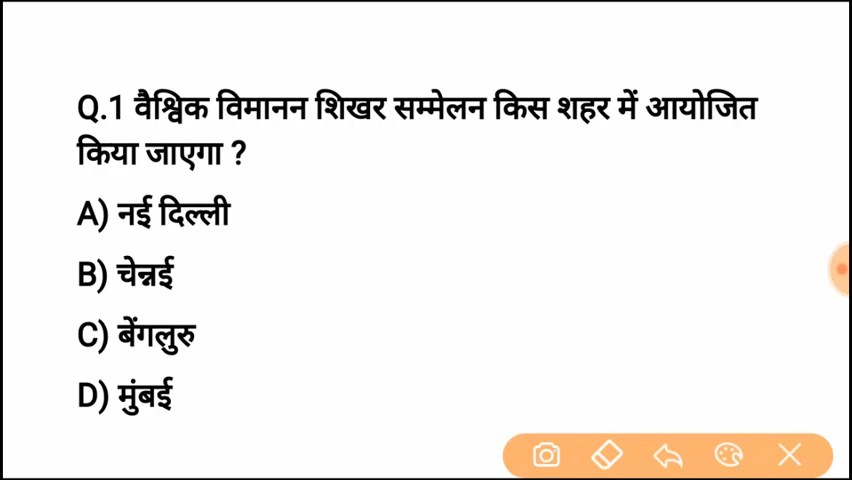 Q.1 वैश्विक विमानन शिखर सम्मेलन किस शहर में आयोजित
किया जाएगा ?
A) नई दिल्ली
B) चेन्नई
C) बेंगलुरु
D) मुंबई